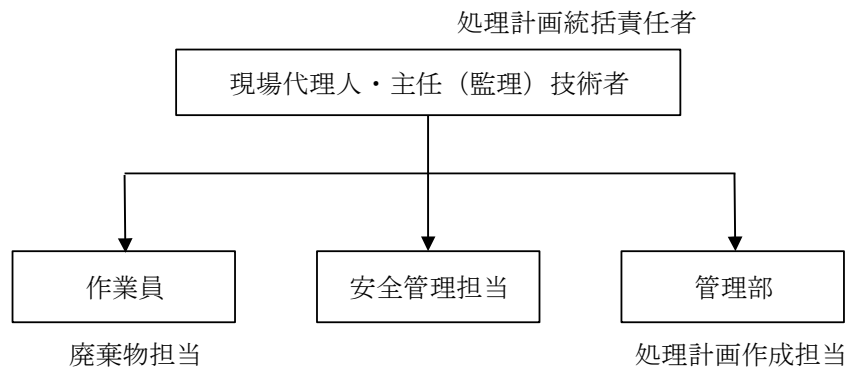 処理計画統括責任者
現場代理人・主任（監理）技術者
作業員
安全管理担当
管理部
廃棄物担当
処理計画作成担当